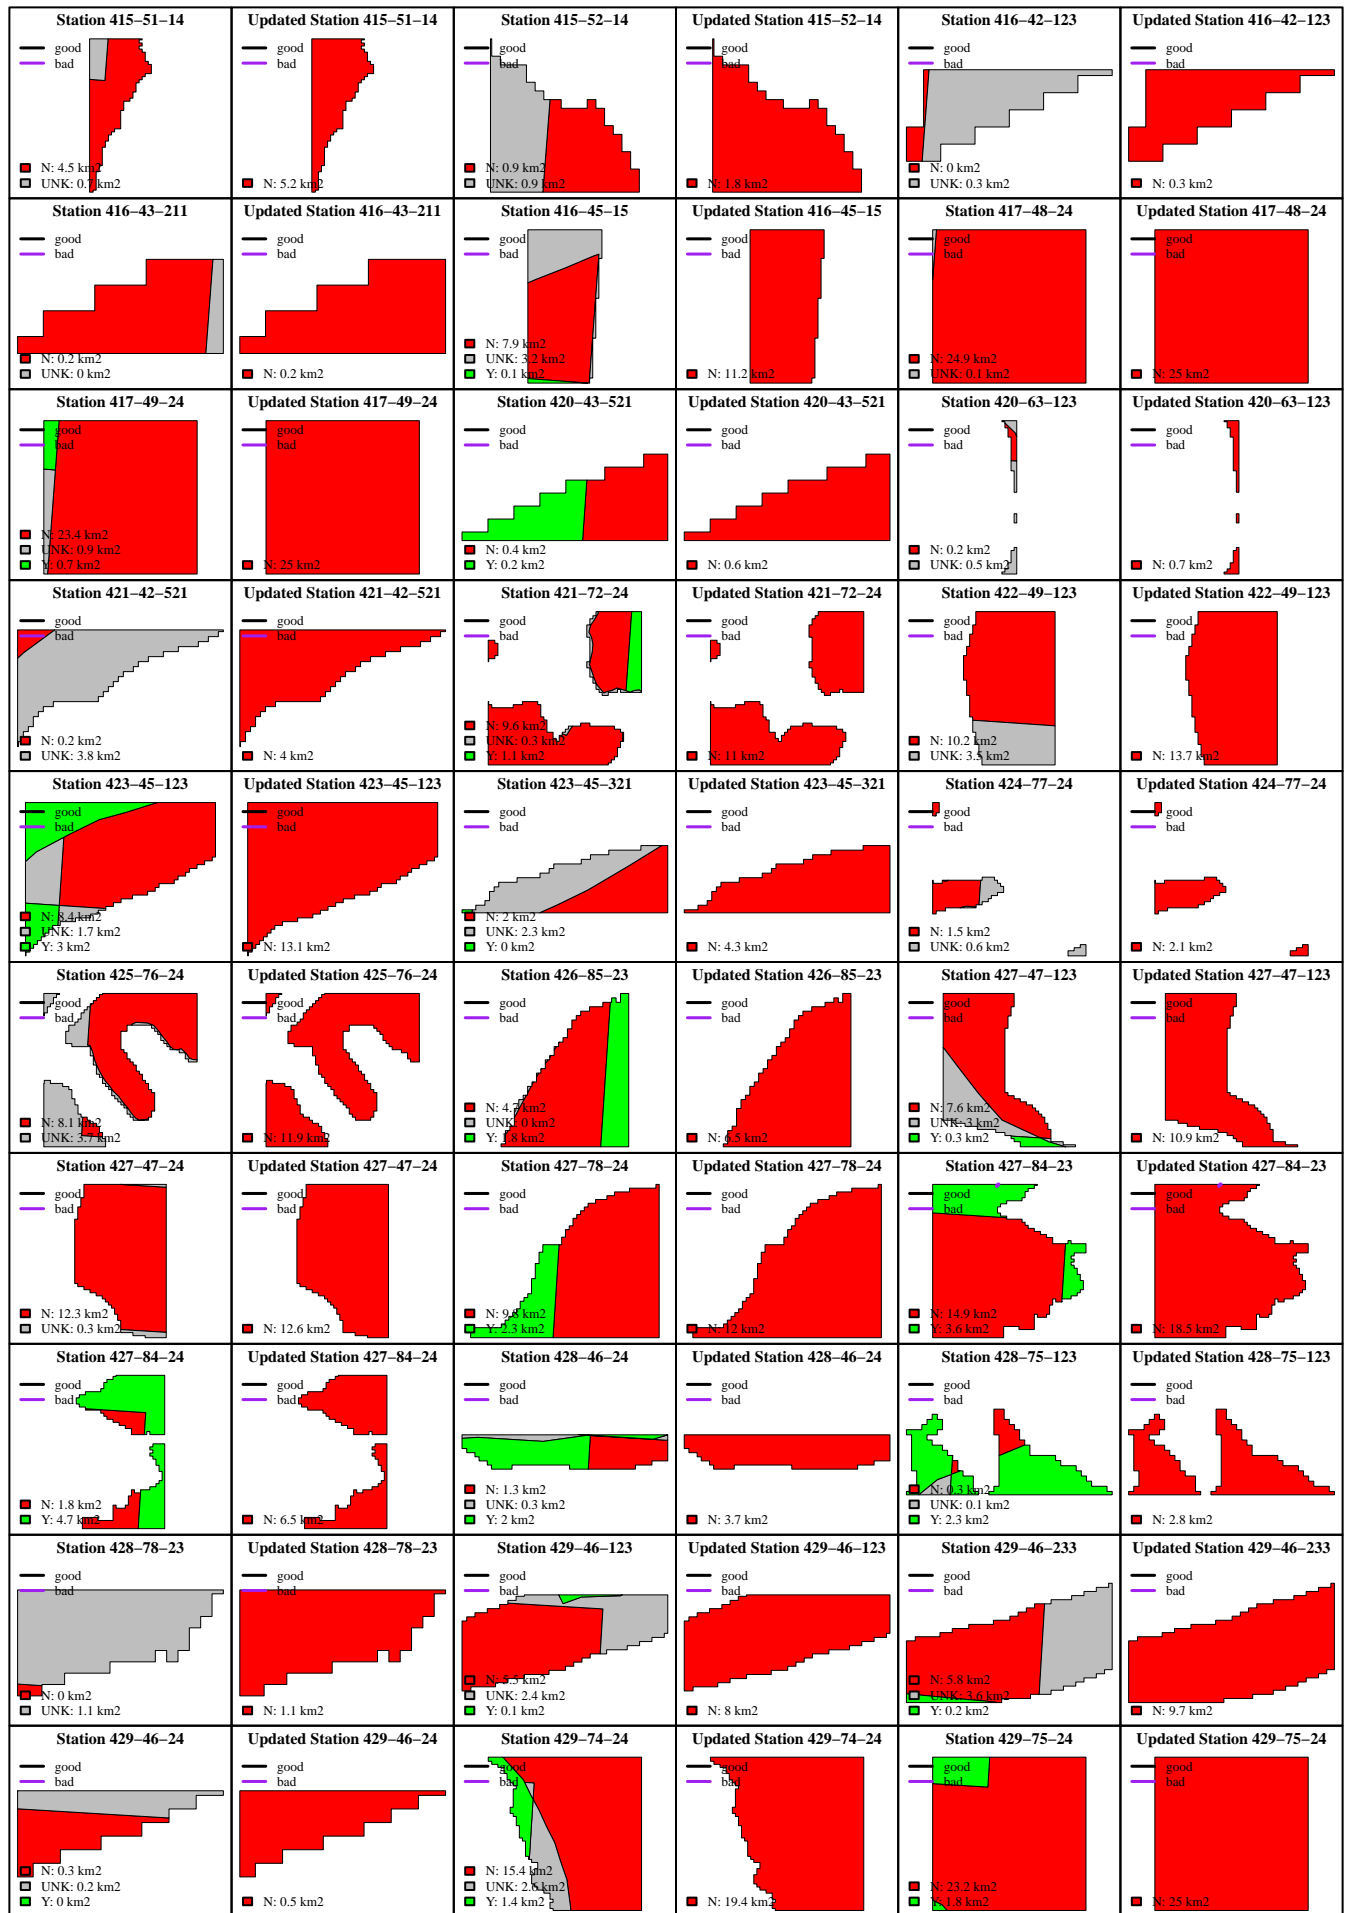 Station 415−51−14
good
bad
N: 4.5 km2
UNK: 0.7 km2
Updated Station 415−51−14
good
bad
N: 5.2 km2
Station 415−52−14
good
bad
N: 0.9 km2
UNK: 0.9 km2
Updated Station 415−52−14
good
bad
N: 1.8 km2
Station 416−42−123
good
bad
N: 0 km2
UNK: 0.3 km2
Updated Station 416−42−123
good
bad
N: 0.3 km2
Station 416−43−211
good
bad
N: 0.2 km2
UNK: 0 km2
Updated Station 416−43−211
good
bad
N: 0.2 km2
Station 416−45−15
good
bad
N: 7.9 km2
UNK: 3.2 km2
Y: 0.1 km2
Updated Station 416−45−15
good
bad
N: 11.2 km2
Station 417−48−24
good
bad
N: 24.9 km2
UNK: 0.1 km2
Updated Station 417−48−24
good
bad
N: 25 km2
Station 417−49−24
good
bad
N: 23.4 km2
UNK: 0.9 km2
Y: 0.7 km2
Updated Station 417−49−24
good
bad
N: 25 km2
Station 420−43−521
good
bad
N: 0.4 km2
Y: 0.2 km2
Updated Station 420−43−521
good
bad
N: 0.6 km2
Station 420−63−123
good
bad
N: 0.2 km2
UNK: 0.5 km2
Updated Station 420−63−123
good
bad
N: 0.7 km2
Station 421−42−521
good
bad
N: 0.2 km2
UNK: 3.8 km2
Updated Station 421−42−521
good
bad
N: 4 km2
Station 421−72−24
good
bad
N: 9.6 km2
UNK: 0.3 km2
Y: 1.1 km2
Updated Station 421−72−24
good
bad
N: 11 km2
Station 422−49−123
good
bad
N: 10.2 km2
UNK: 3.5 km2
Updated Station 422−49−123
good
bad
N: 13.7 km2
Station 423−45−123
good
bad
N: 8.4 km2
UNK: 1.7 km2
Y: 3 km2
Updated Station 423−45−123
good
bad
N: 13.1 km2
Station 423−45−321
good
bad
N: 2 km2
UNK: 2.3 km2
Y: 0 km2
Updated Station 423−45−321
good
bad
N: 4.3 km2
Station 424−77−24
good
bad
N: 1.5 km2
UNK: 0.6 km2
Updated Station 424−77−24
good
bad
N: 2.1 km2
Station 425−76−24
good
bad
N: 8.1 km2
UNK: 3.7 km2
Updated Station 425−76−24
good
bad
N: 11.9 km2
Station 426−85−23
good
bad
N: 4.7 km2
UNK: 0 km2
Y: 1.8 km2
Updated Station 426−85−23
good
bad
N: 6.5 km2
Station 427−47−123
good
bad
N: 7.6 km2
UNK: 3 km2
Y: 0.3 km2
Updated Station 427−47−123
good
bad
N: 10.9 km2
Station 427−47−24
good
bad
N: 12.3 km2
UNK: 0.3 km2
Updated Station 427−47−24
good
bad
N: 12.6 km2
Station 427−78−24
good
bad
N: 9.8 km2
Y: 2.3 km2
Updated Station 427−78−24
good
bad
N: 12 km2
Station 427−84−23
good
bad
N: 14.9 km2
Y: 3.6 km2
Updated Station 427−84−23
good
bad
N: 18.5 km2
Station 427−84−24
good
bad
N: 1.8 km2
Y: 4.7 km2
Updated Station 427−84−24
good
bad
N: 6.5 km2
Station 428−46−24
good
bad
N: 1.3 km2
UNK: 0.3 km2
Y: 2 km2
Updated Station 428−46−24
good
bad
N: 3.7 km2
Station 428−75−123
good
bad
N: 0.3 km2
UNK: 0.1 km2
Y: 2.3 km2
Updated Station 428−75−123
good
bad
N: 2.8 km2
Station 428−78−23
good
bad
N: 0 km2
UNK: 1.1 km2
Updated Station 428−78−23
good
bad
N: 1.1 km2
Station 429−46−123
good
bad
N: 5.5 km2
UNK: 2.4 km2
Y: 0.1 km2
Updated Station 429−46−123
good
bad
N: 8 km2
Station 429−46−233
good
bad
N: 5.8 km2
UNK: 3.6 km2
Y: 0.2 km2
Updated Station 429−46−233
good
bad
N: 9.7 km2
Station 429−46−24
good
bad
N: 0.3 km2
UNK: 0.2 km2
Y: 0 km2
Updated Station 429−46−24
good
bad
N: 0.5 km2
Station 429−74−24
good
bad
N: 15.4 km2
UNK: 2.6 km2
Y: 1.4 km2
Updated Station 429−74−24
good
bad
N: 19.4 km2
Station 429−75−24
good
bad
N: 23.2 km2
Y: 1.8 km2
Updated Station 429−75−24
good
bad
N: 25 km2